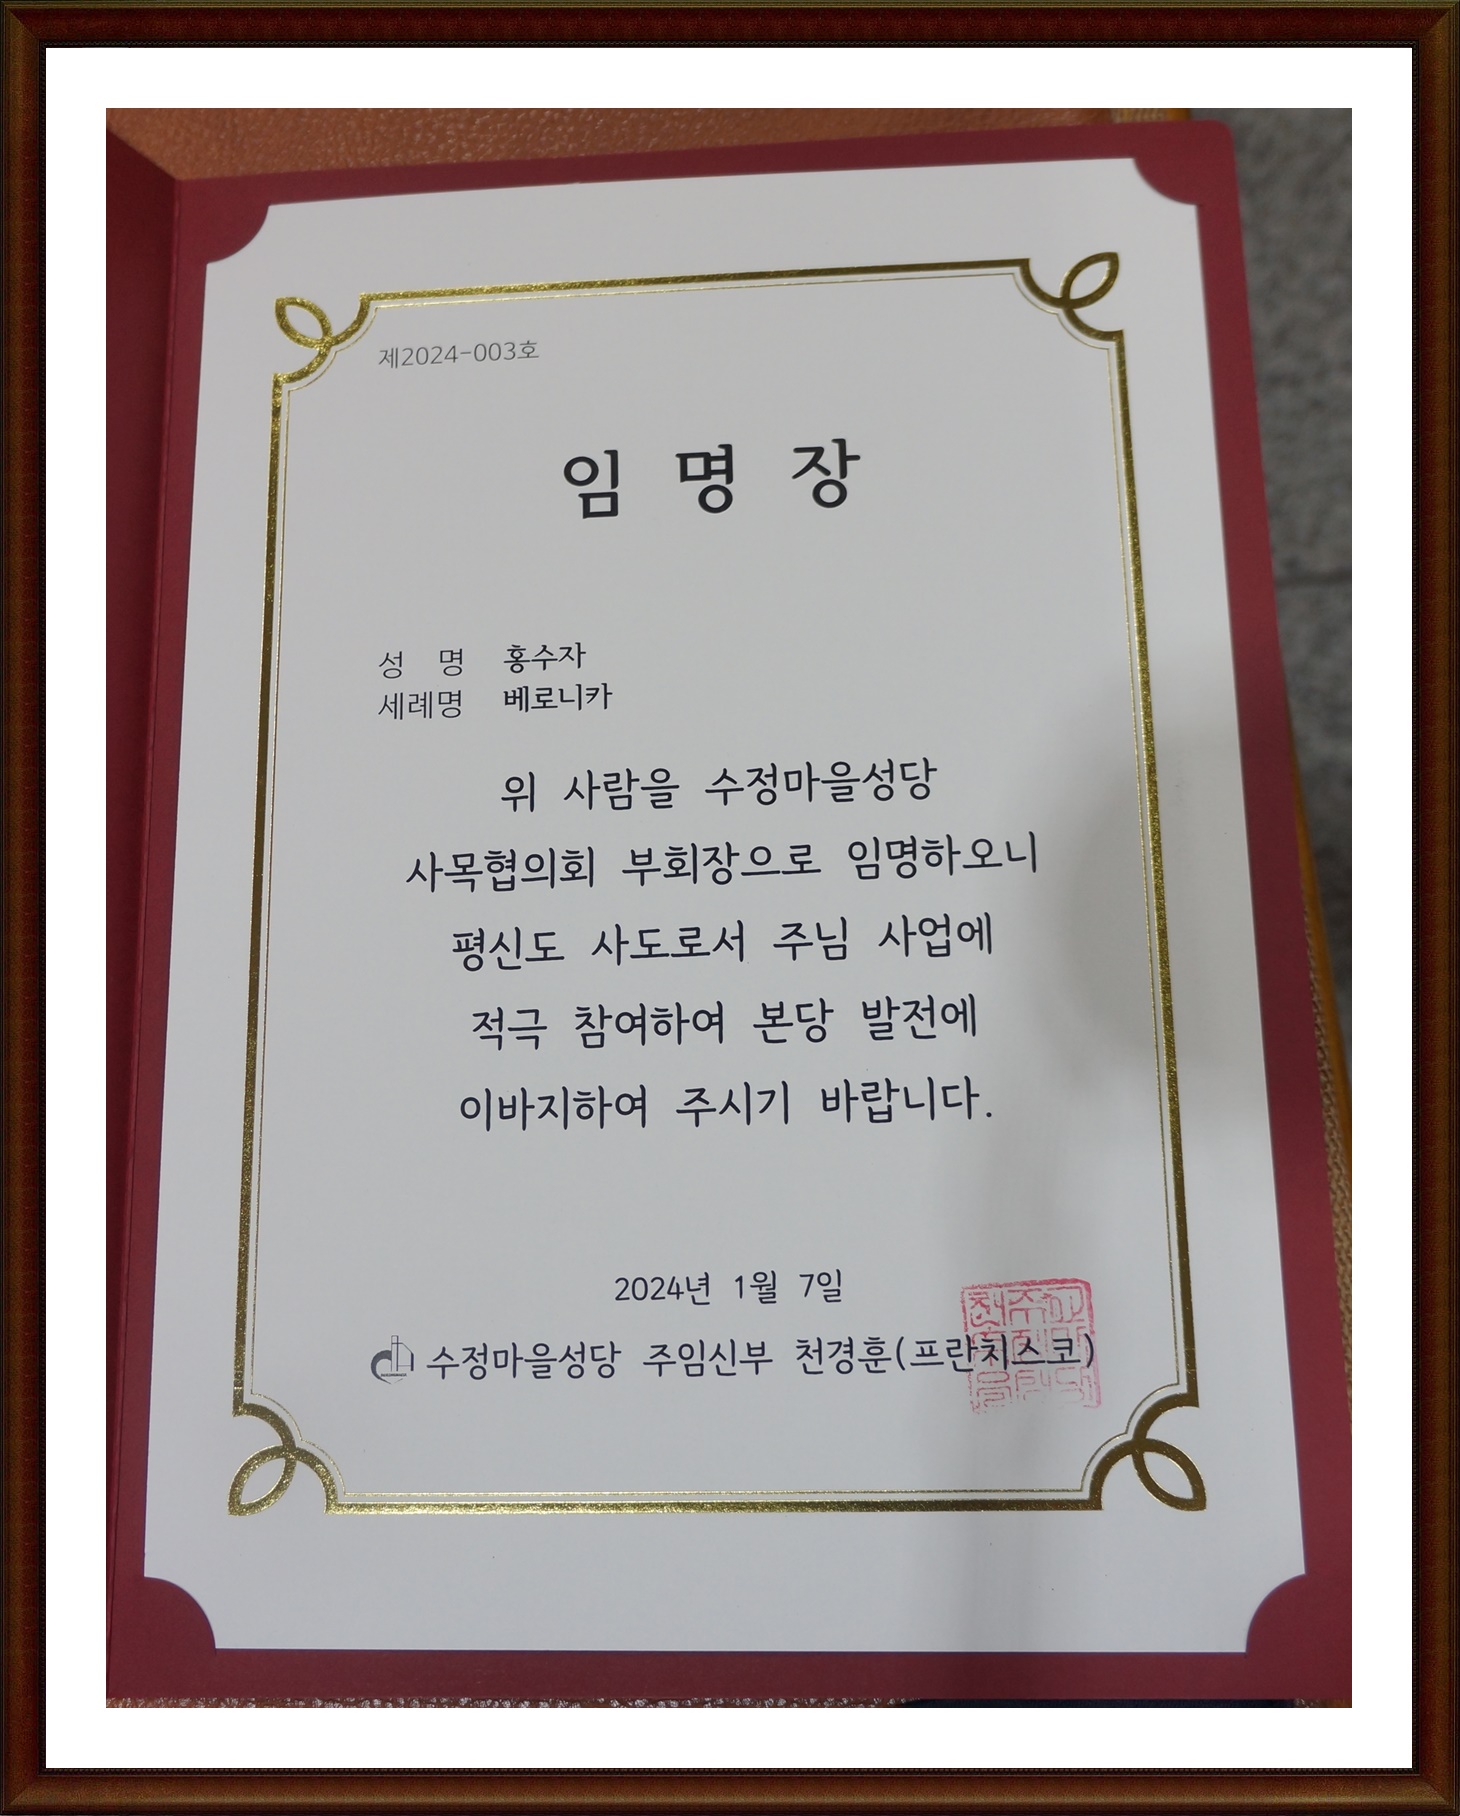 제2024-003호
임 명 장
성 명 홍수자
세례명 베로니카
위 사람을 수정마을성당
사목협의회 부회장으로 임명하오니
평신도 사도로서 주님 사업에
적극 참여하여 본당 발전에
이바지하여 주시기 바랍니다.
2024년 1월 7일
수정마을성당 주임신부 천경훈(프란치스코)